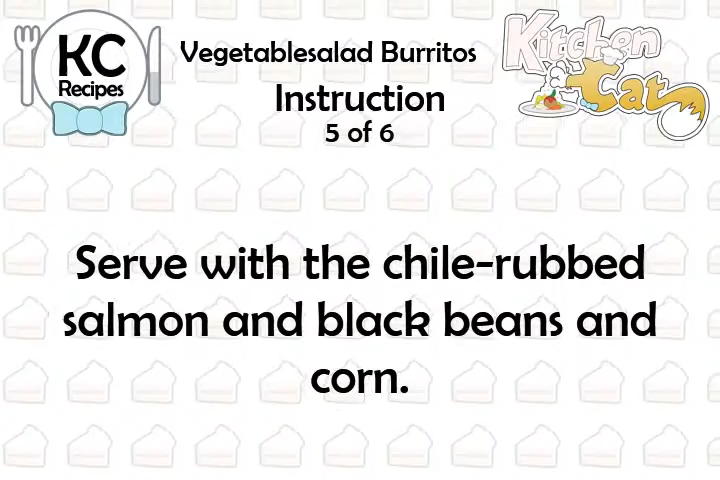 KC
Recipes
Vegetablesalad Burritos
Instruction
5 of 6
Kitchen
Cat
Serve with the chile-rubbed
salmon and black beans and
corn.